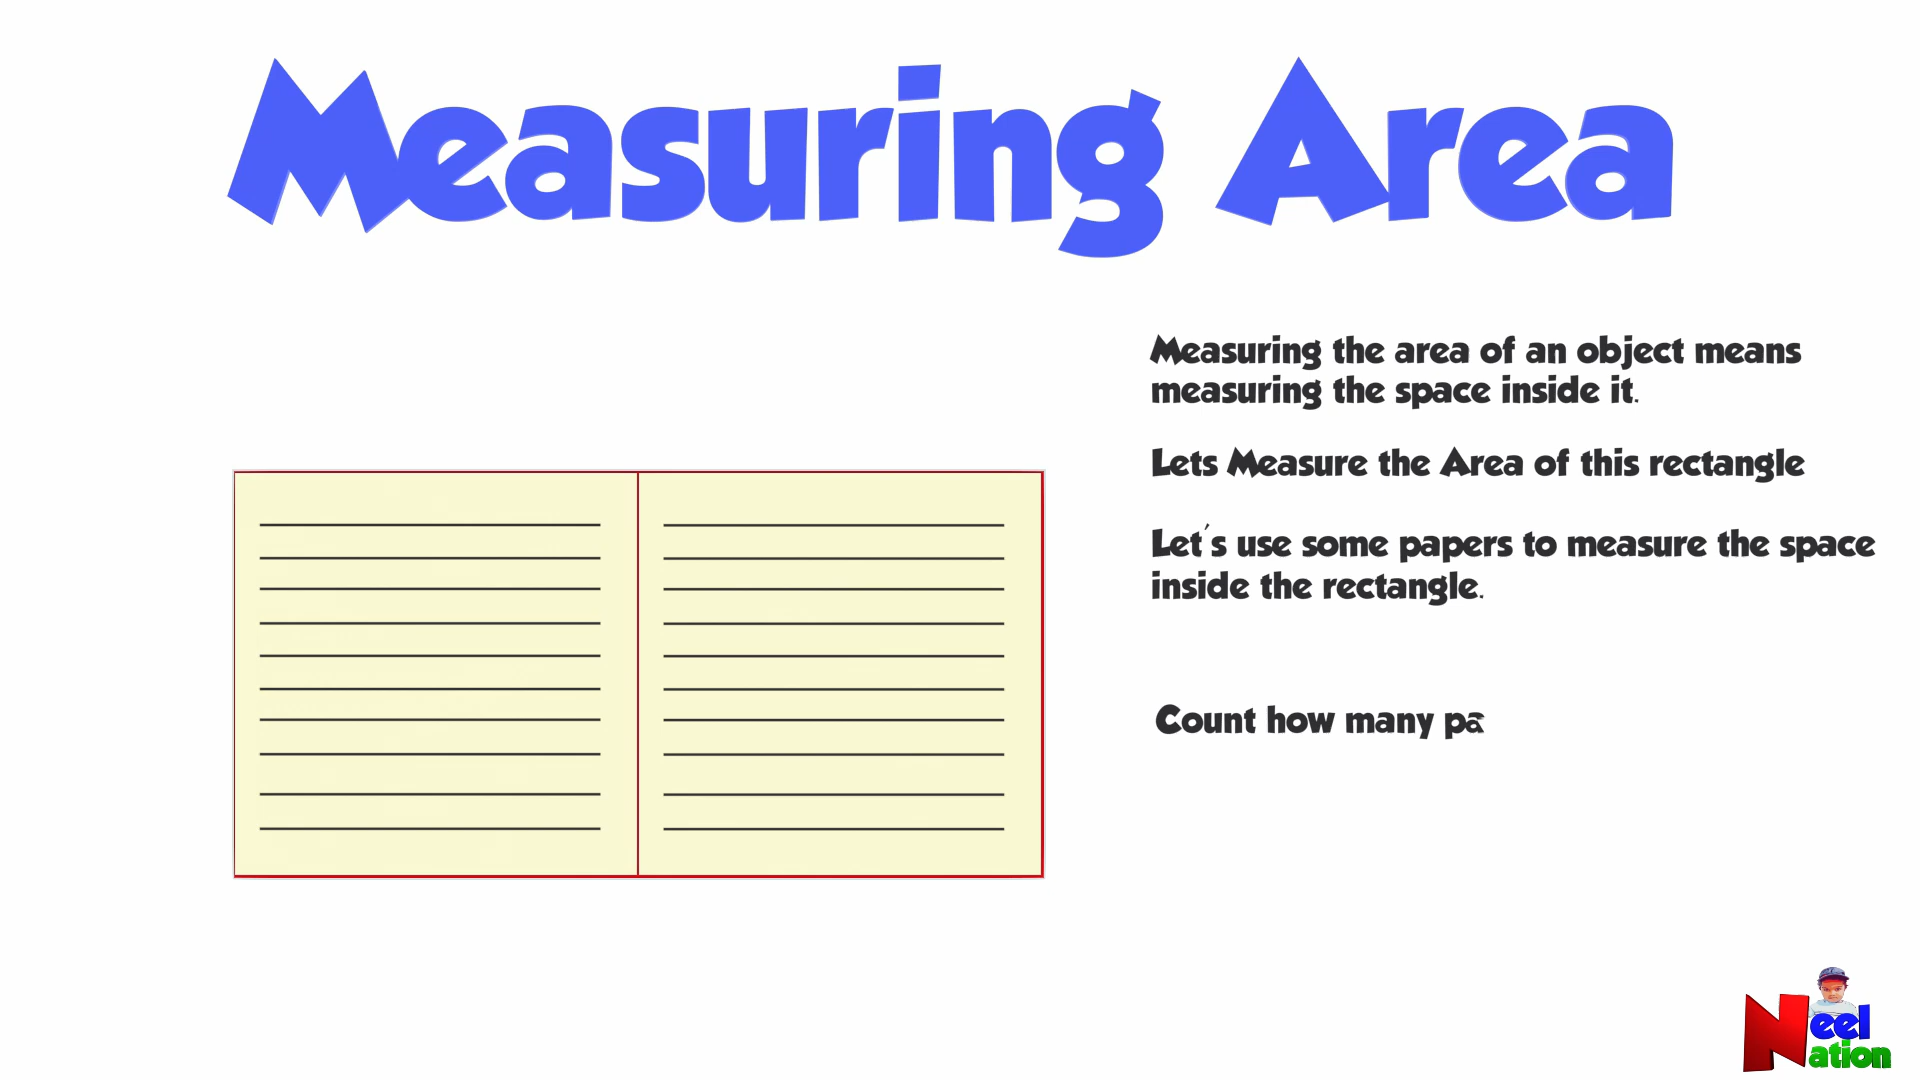 Measuring Area
Measuring the area of an object means
measuring the space inside it.
Lets Measure the Area of this rectangle
Let's use some papers to measure the space
inside the rectangle.
Count how many pa
Neel
Nation